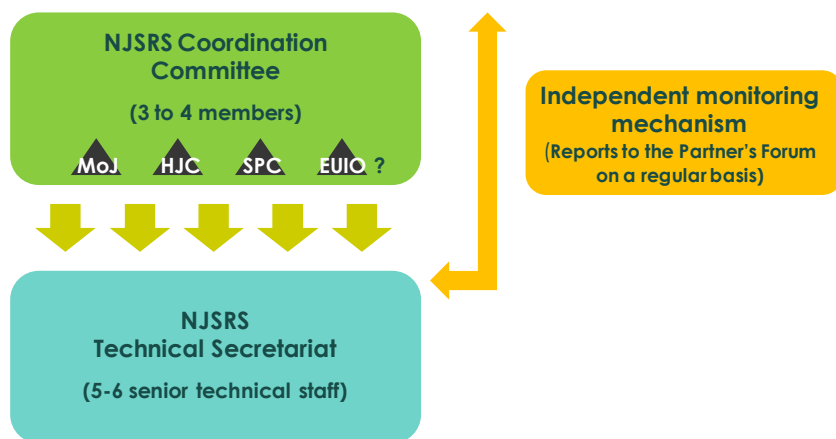 NJSRS Coordination
Committee
(3 to 4 members)
MoJ HJC SPC EUIO ?
Independent monitoring
mechanism
(Reports to the Partner's Forum
on a regular basis)
NJSRS
Technical Secretariat
(5-6 senior technical staff)